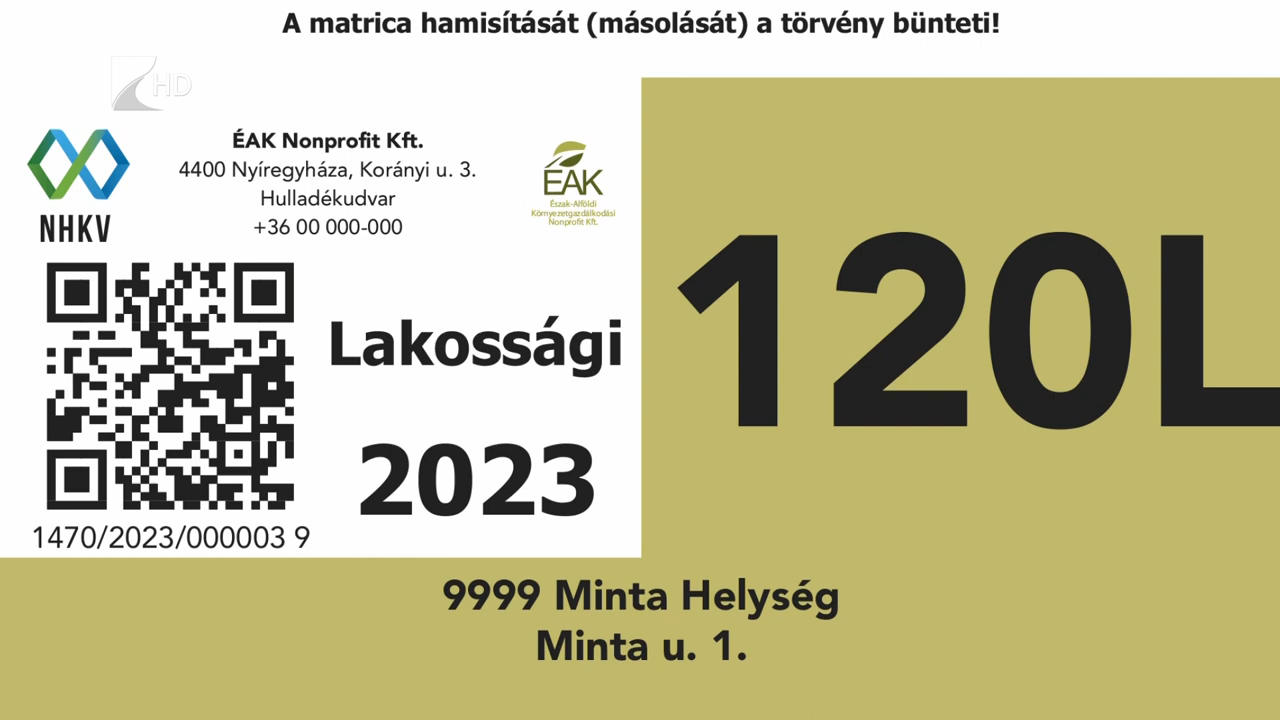 A matrica hamisítását (másolását) a törvény bünteti!
HD
ÉAK Nonprofit Kft.
4400 Nyíregyháza, Korányi u. 3.
Hulladékudvar
+36 00 000-000
NHKV
ÉAK
Észak-Alföldi
Környezetgazdálkodási
Nonprofit Kft.
Lakossági
2023
1470/2023/000003 9
120L
9999 Minta Helység
Minta u. 1.